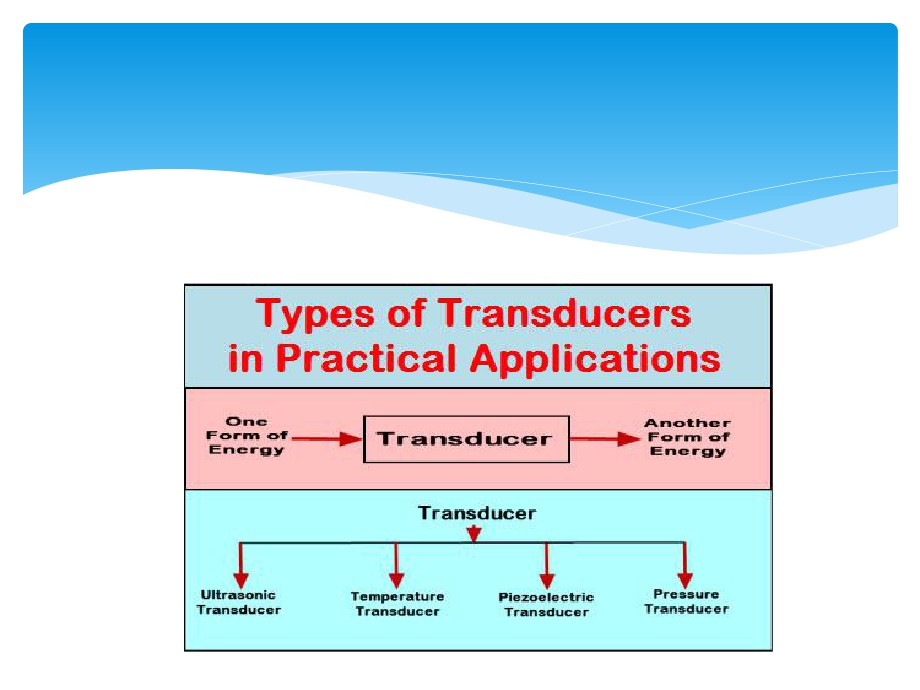 Types of Transducers
in Practical Applications
One
Form of
Energy
Transducer
Another
Form of
Energy
Transducer
Ultrasonic
Transducer
Temperature
Transducer
Piezoelectric
Transducer
Pressure
Transducer